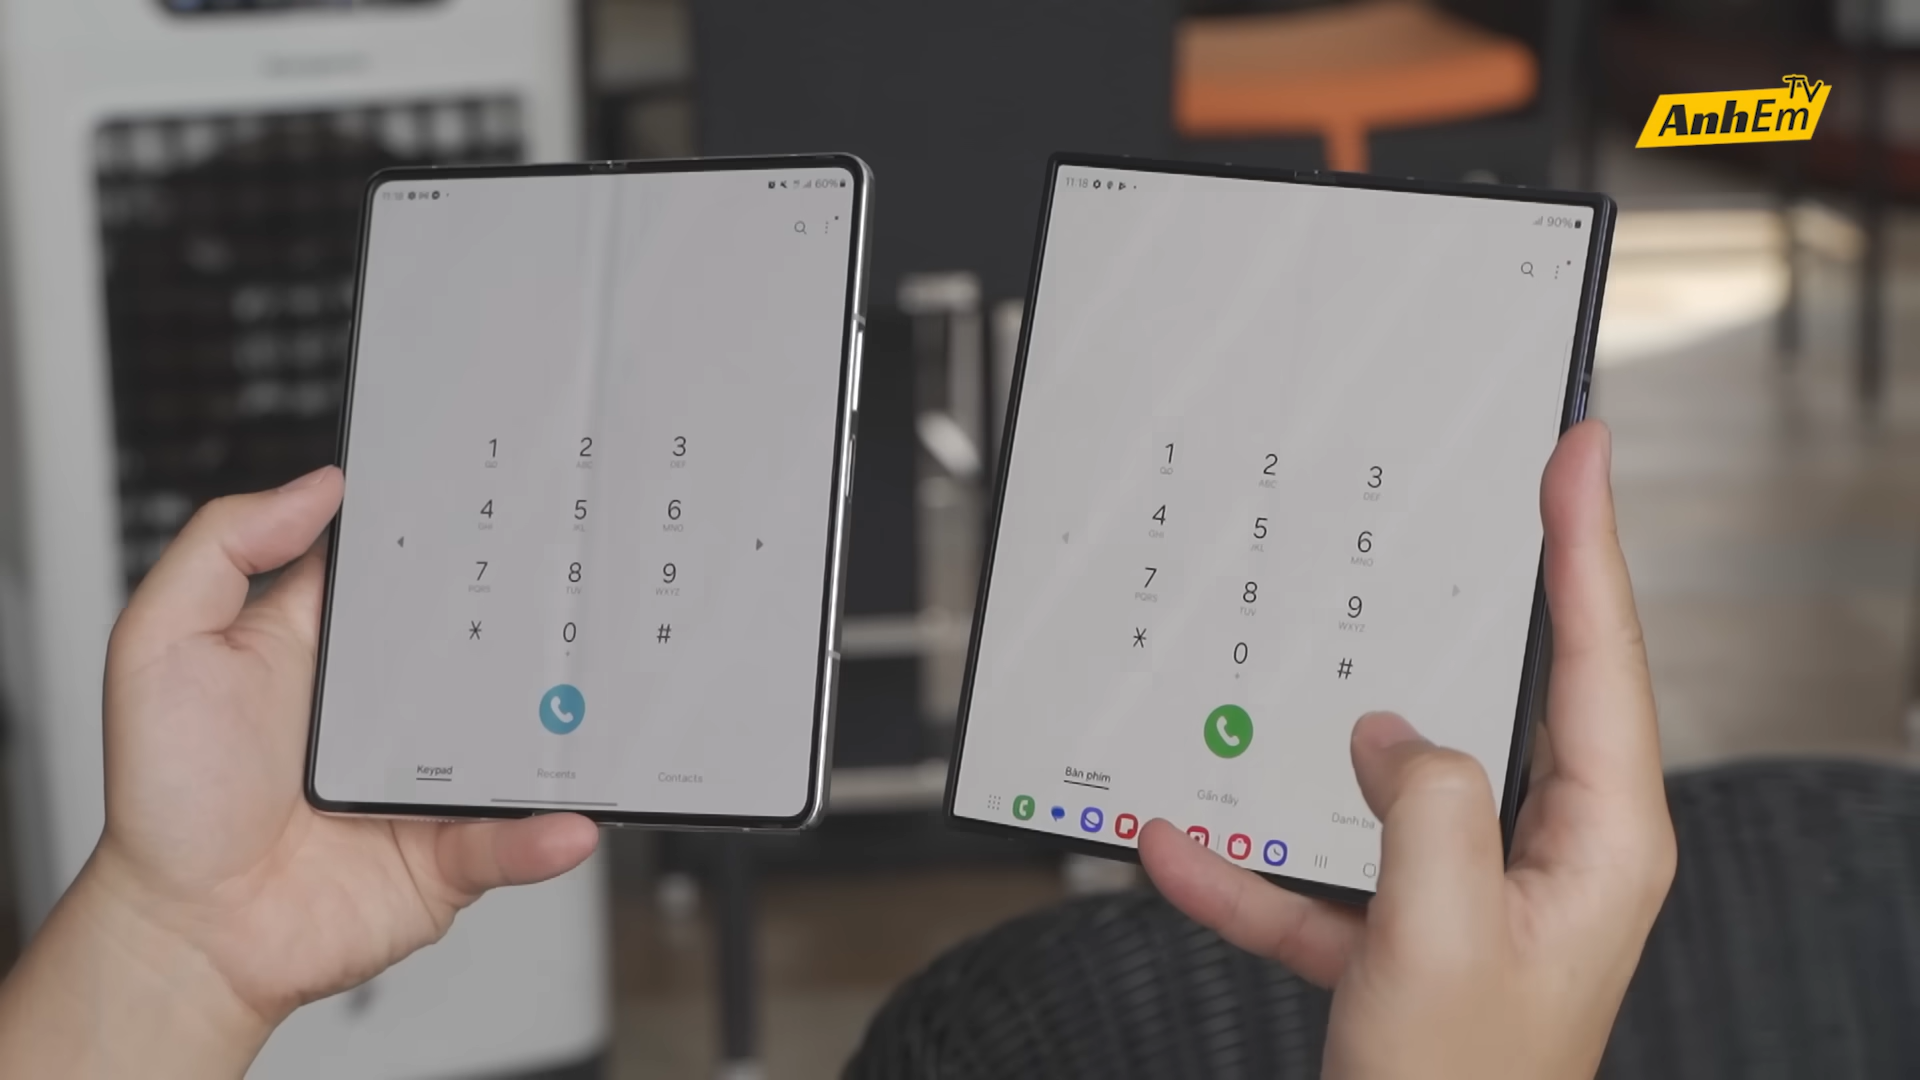 AnhEm TV
11:18
60%
1 2 3
ABC DEF
4 5 6
GHI JKL MNO
7 8 9
PQRS TUV WXYZ
* 0 #
+
Keypad Recents Contacts
11:18
90%
1 2 3
ABC DEF
4 5 6
GHI JKL MNO
7 8 9
PQRS TUV WXYZ
* 0 #
+
Bàn phím Gần đây Danh bạ